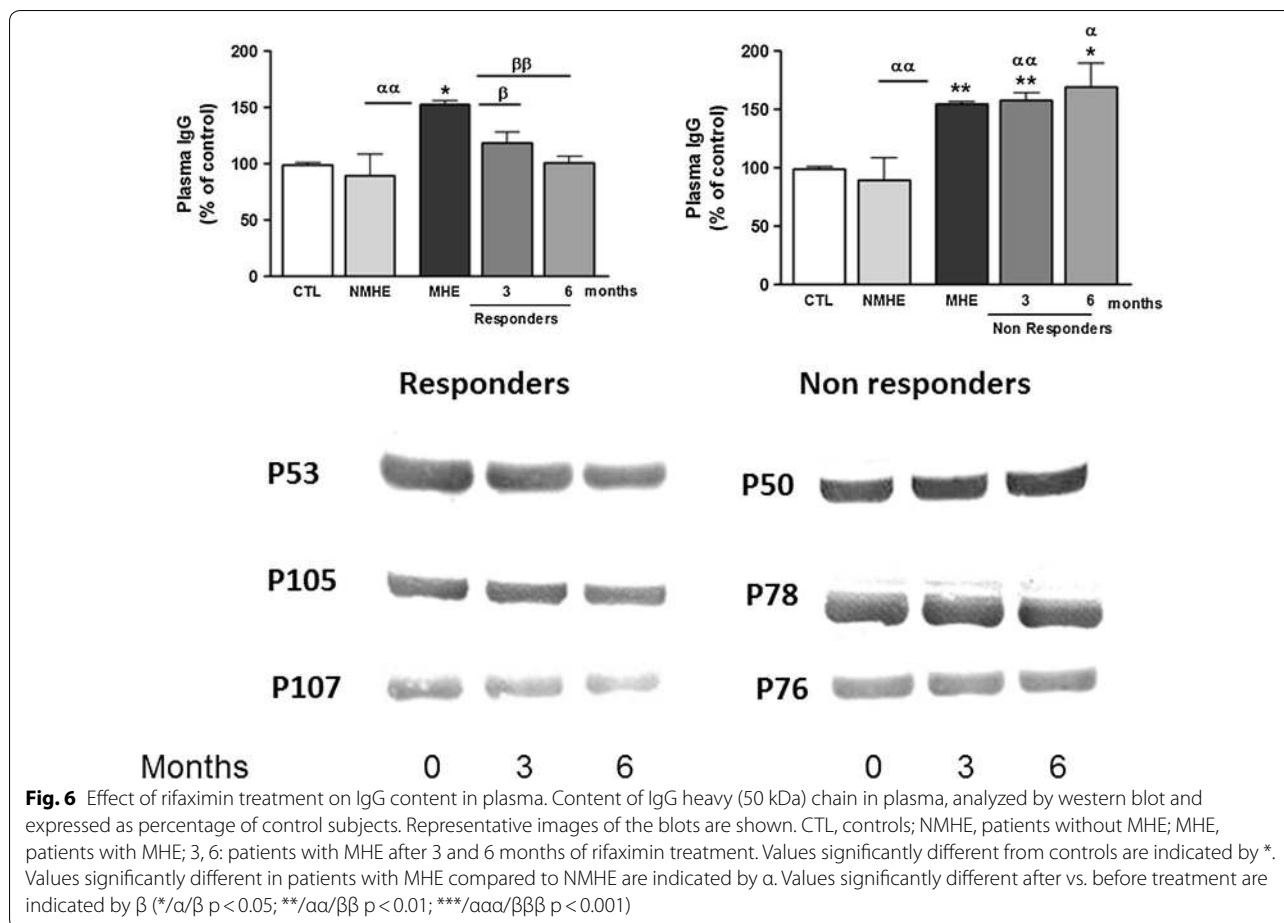 200
150
100
50
0
Plasma IgG
(% of control)
αα
*
β
ββ
CTL NMHE MHE 3 6 months
Responders
200
150
100
50
0
Plasma IgG
(% of control)
αα
**
αα
**
α
*
CTL NMHE MHE 3 6 months
Non Responders
Responders
P53
P105
P107
Non responders
P50
P78
P76
Months 0 3 6 0 3 6
Fig. 6 Effect of rifaximin treatment on IgG content in plasma. Content of IgG heavy (50 kDa) chain in plasma, analyzed by western blot and
expressed as percentage of control subjects. Representative images of the blots are shown. CTL, controls; NMHE, patients without MHE; MHE,
patients with MHE; 3, 6: patients with MHE after 3 and 6 months of rifaximin treatment. Values significantly different from controls are indicated by *.
Values significantly different in patients with MHE compared to NMHE are indicated by α. Values significantly different after vs. before treatment are
indicated by β (*/α/β p < 0.05; **/αα/ββ p < 0.01; ***/ααα/βββ p < 0.001)